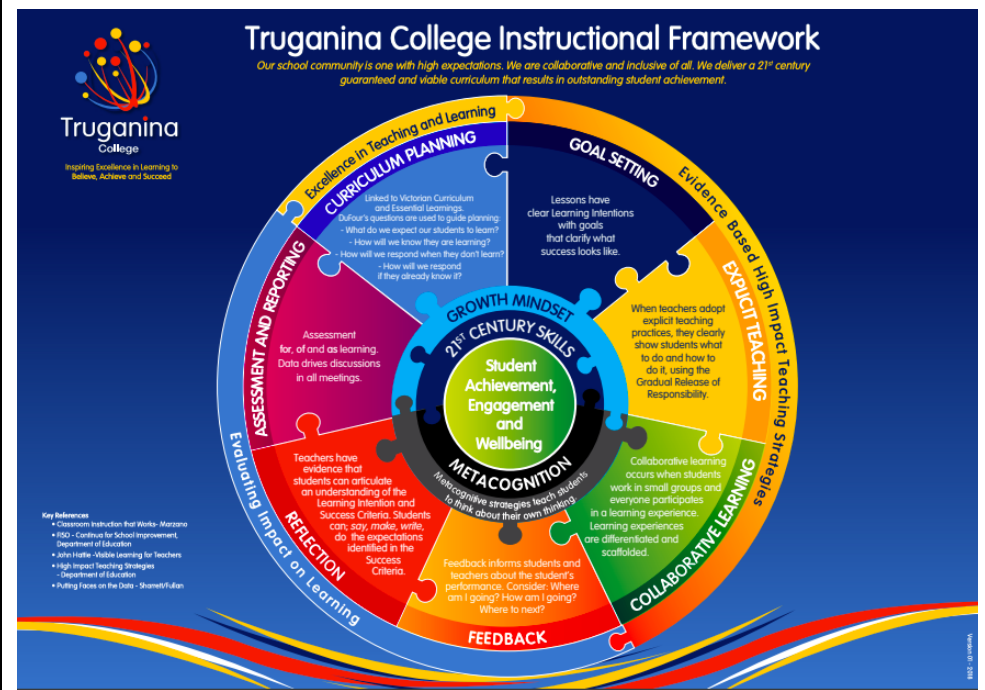 Truganina College Instructional Framework
Our school community is one with high expectations. We are collaborative and inclusive of all. We deliver a 21st century
guaranteed and viable curriculum that results in outstanding student achievement.
Truganina
College
Inspiring Excellence in Learning to
Believe, Achieve and Succeed
Excellence in Teaching and Learning
CURRICULUM PLANNING
Linked to Victorian Curriculum
and Essential Learnings.
DuFour's questions are used to guide planning:
- What do we expect our students to learn?
- How will we know they are learning?
- How will we respond when they don't learn?
- How will we respond
if they already know it?
GOAL SETTING
Lessons have
clear Learning Intentions
with goals
that clarify what
success looks like.
Evidence Based High Impact Teaching Strategies
EXPLICIT TEACHING
When teachers adopt
explicit teaching
practices, they clearly
show students what
to do and how to
do it, using the
Gradual Release of
Responsibility.
COLLABORATIVE LEARNING
Collaborative learning
occurs when students
work in small groups and
everyone participates
in a learning experience.
Learning experiences
are differentiated and
scaffolded.
FEEDBACK
Feedback informs students and
teachers about the student's
performance. Consider: Where
am I going? How am I going?
Where to next?
Evaluating Impact on Learning
REFLECTION
Teachers have
evidence that
students can articulate
an understanding of the
Learning Intention and
Success Criteria. Students
can; say, make, write,
do the expectations
identified in the
Success
Criteria.
ASSESSMENT AND REPORTING
Assessment
for, of and as learning.
Data drives discussions
in all meetings.
GROWTH MINDSET
21ST CENTURY SKILLS
Student
Achievement,
Engagement
and
Wellbeing
METACOGNITION
Metacognitive strategies teach students
to think about their own thinking.
Key References
• Classroom Instruction that Works- Marzano
• FISO - Continua for School Improvement,
Department of Education
• John Hattie -Visible Learning for Teachers
• High Impact Teaching Strategies
- Department of Education
• Putting Faces on the Data - Sharrett/Fullan
Version 01 - 2018